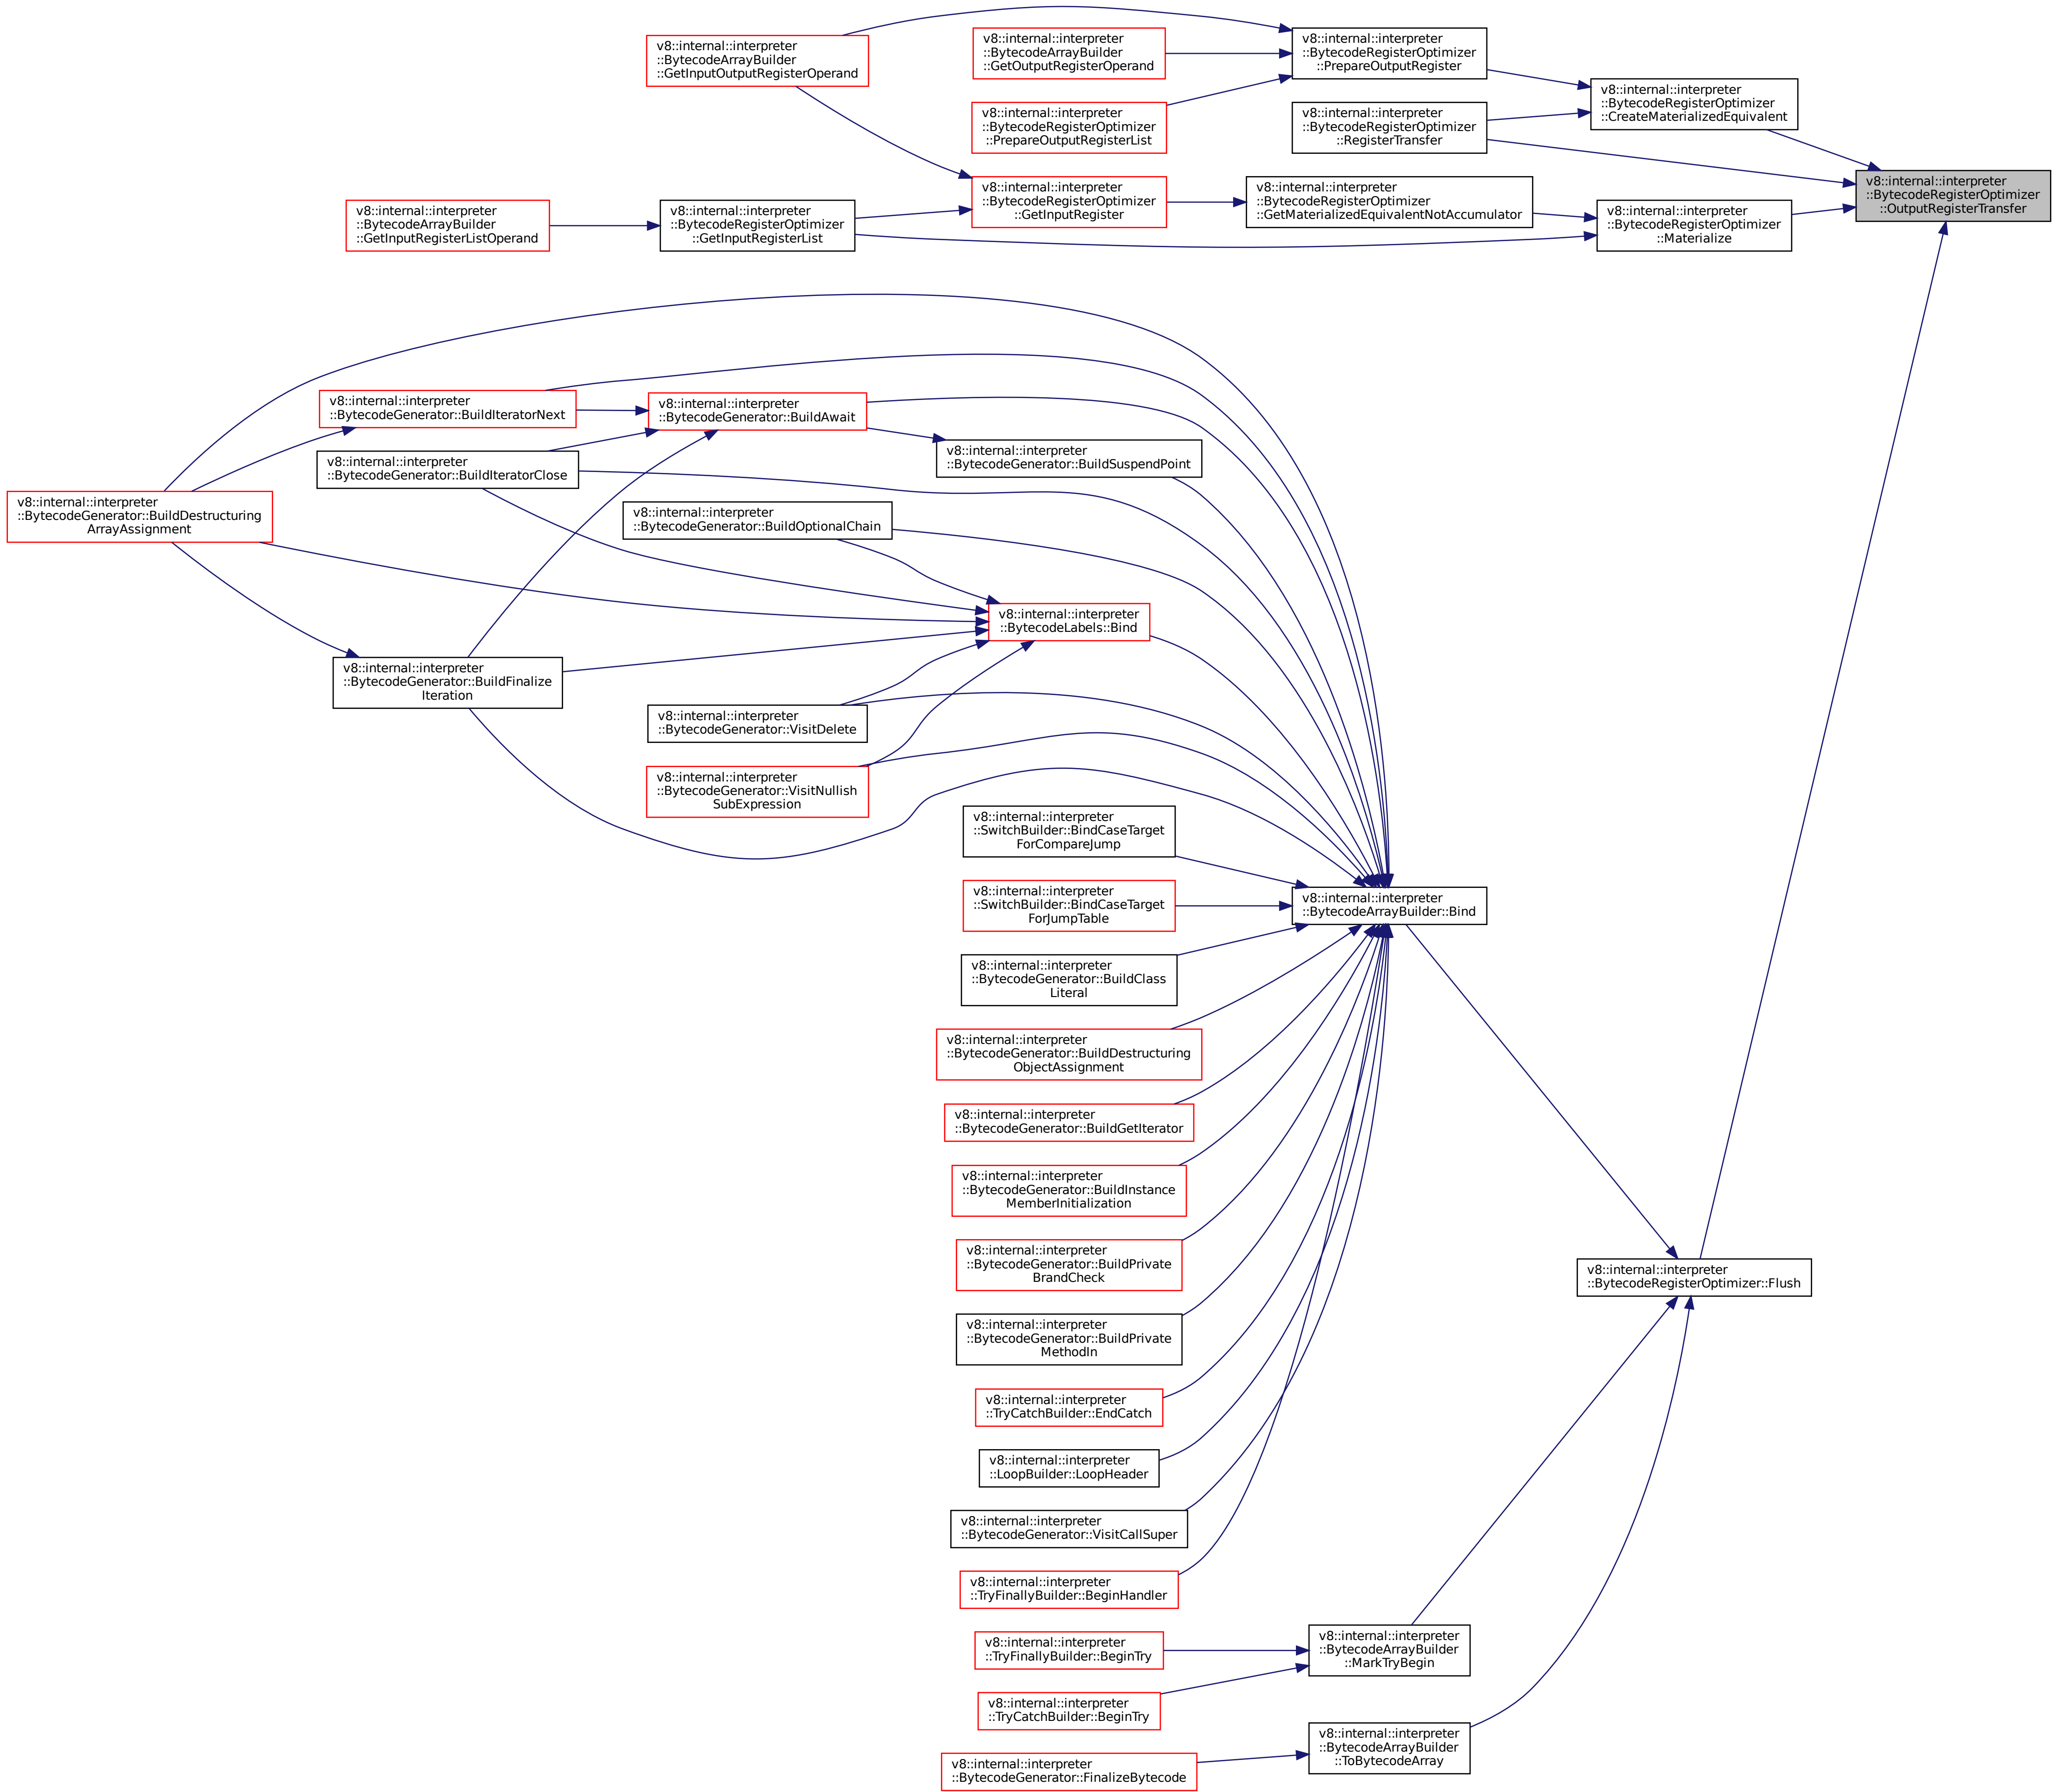 v8::internal::interpreter
::BytecodeArrayBuilder
::GetInputOutputRegisterOperand
v8::internal::interpreter
::BytecodeArrayBuilder
::GetOutputRegisterOperand
v8::internal::interpreter
::BytecodeRegisterOptimizer
::PrepareOutputRegister
v8::internal::interpreter
::BytecodeRegisterOptimizer
::CreateMaterializedEquivalent
v8::internal::interpreter
::BytecodeRegisterOptimizer
::PrepareOutputRegisterList
v8::internal::interpreter
::BytecodeRegisterOptimizer
::RegisterTransfer
v8::internal::interpreter
::BytecodeRegisterOptimizer
::OutputRegisterTransfer
v8::internal::interpreter
::BytecodeArrayBuilder
::GetInputRegisterListOperand
v8::internal::interpreter
::BytecodeRegisterOptimizer
::GetInputRegisterList
v8::internal::interpreter
::BytecodeRegisterOptimizer
::GetInputRegister
v8::internal::interpreter
::BytecodeRegisterOptimizer
::GetMaterializedEquivalentNotAccumulator
v8::internal::interpreter
::BytecodeRegisterOptimizer
::Materialize
v8::internal::interpreter
::BytecodeGenerator::BuildIteratorNext
v8::internal::interpreter
::BytecodeGenerator::BuildAwait
v8::internal::interpreter
::BytecodeGenerator::BuildIteratorClose
v8::internal::interpreter
::BytecodeGenerator::BuildSuspendPoint
v8::internal::interpreter
::BytecodeGenerator::BuildDestructuring
ArrayAssignment
v8::internal::interpreter
::BytecodeGenerator::BuildOptionalChain
v8::internal::interpreter
::BytecodeLabels::Bind
v8::internal::interpreter
::BytecodeGenerator::BuildFinalize
Iteration
v8::internal::interpreter
::BytecodeGenerator::VisitDelete
v8::internal::interpreter
::BytecodeGenerator::VisitNullish
SubExpression
v8::internal::interpreter
::SwitchBuilder::BindCaseTarget
ForCompareJump
v8::internal::interpreter
::SwitchBuilder::BindCaseTarget
ForJumpTable
v8::internal::interpreter
::BytecodeArrayBuilder::Bind
v8::internal::interpreter
::BytecodeGenerator::BuildClass
Literal
v8::internal::interpreter
::BytecodeGenerator::BuildDestructuring
ObjectAssignment
v8::internal::interpreter
::BytecodeGenerator::BuildGetIterator
v8::internal::interpreter
::BytecodeGenerator::BuildInstance
MemberInitialization
v8::internal::interpreter
::BytecodeGenerator::BuildPrivate
BrandCheck
v8::internal::interpreter
::BytecodeRegisterOptimizer::Flush
v8::internal::interpreter
::BytecodeGenerator::BuildPrivate
MethodIn
v8::internal::interpreter
::TryCatchBuilder::EndCatch
v8::internal::interpreter
::LoopBuilder::LoopHeader
v8::internal::interpreter
::BytecodeGenerator::VisitCallSuper
v8::internal::interpreter
::TryFinallyBuilder::BeginHandler
v8::internal::interpreter
::TryFinallyBuilder::BeginTry
v8::internal::interpreter
::BytecodeArrayBuilder
::MarkTryBegin
v8::internal::interpreter
::TryCatchBuilder::BeginTry
v8::internal::interpreter
::BytecodeArrayBuilder
::ToBytecodeArray
v8::internal::interpreter
::BytecodeGenerator::FinalizeBytecode